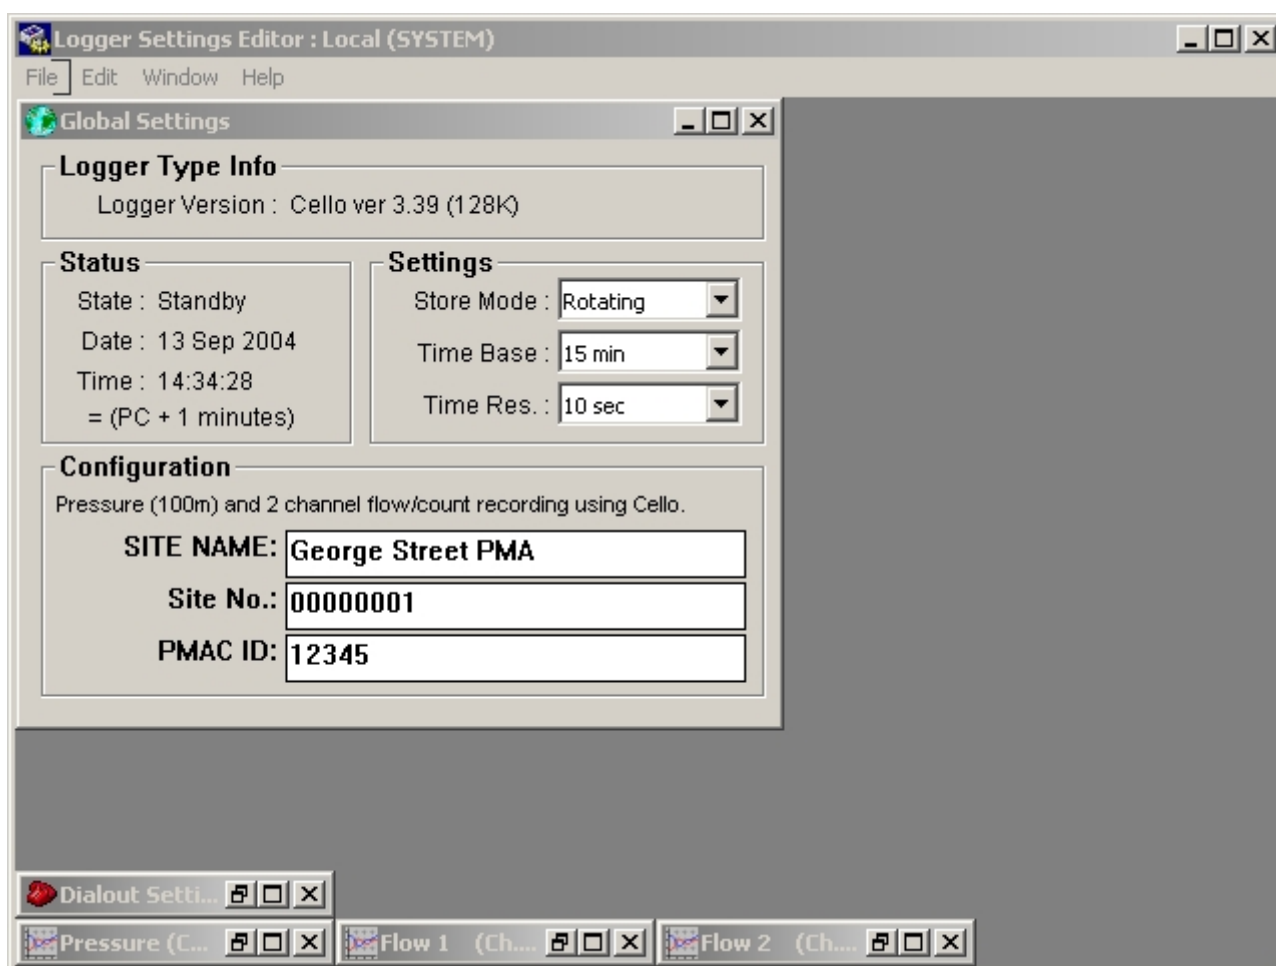 Logger Settings Editor : Local (SYSTEM)
File Edit Window Help
Global Settings
Logger Type Info
Logger Version : Cello ver 3.39 (128K)
Status
State : Standby
Date : 13 Sep 2004
Time : 14:34:28
= (PC + 1 minutes)
Settings
Store Mode : Rotating
Time Base : 15 min
Time Res. : 10 sec
Configuration
Pressure (100m) and 2 channel flow/count recording using Cello.
SITE NAME: George Street PMA
Site No.: 00000001
PMAC ID: 12345
Dialout Setti...
Pressure (C... Flow 1 (Ch.... Flow 2 (Ch....